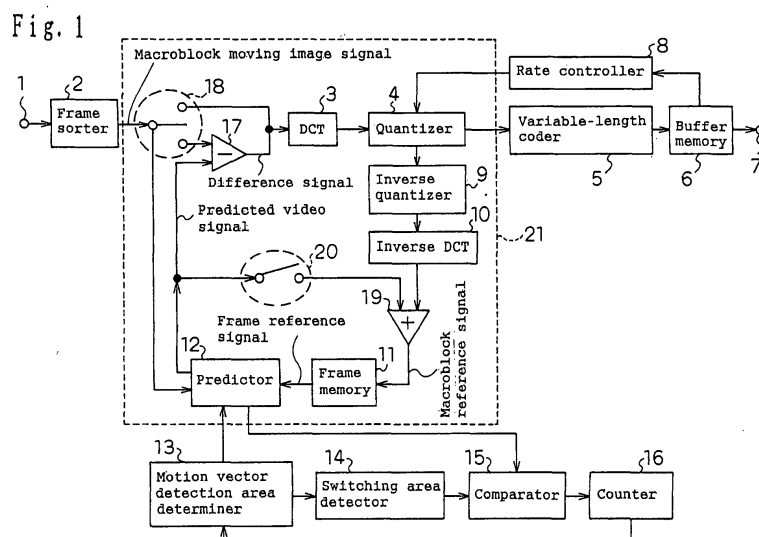 Fig. 1
Macroblock moving image signal
1
2
Frame
sorter
18
17
3
DCT
4
Quantizer
8
Rate controller
Variable-length
coder
5
Buffer
memory
6
7
Difference signal
Predicted video
signal
Inverse
quantizer
9
10
Inverse DCT
21
20
19
+
Macroblock
reference signal
Frame reference
signal
12
Predictor
11
Frame
memory
13
Motion vector
detection area
determiner
14
Switching area
detector
15
Comparator
16
Counter